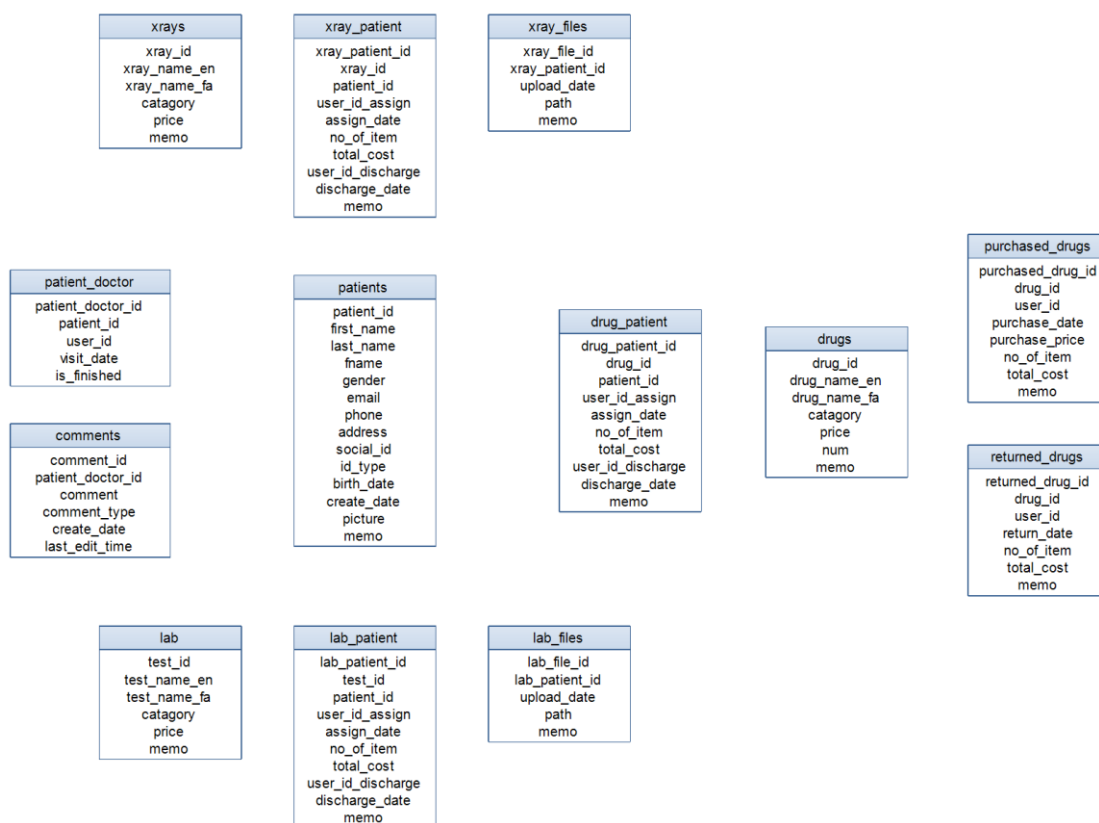 xrays
xray_id
xray_name_en
xray_name_fa
catagory
price
memo
xray_patient
xray_patient_id
xray_id
patient_id
user_id_assign
assign_date
no_of_item
total_cost
user_id_discharge
discharge_date
memo
xray_files
xray_file_id
xray_patient_id
upload_date
path
memo
patient_doctor
patient_doctor_id
patient_id
user_id
visit_date
is_finished
comments
comment_id
patient_doctor_id
comment
comment_type
create_date
last_edit_time
patients
patient_id
first_name
last_name
fname
gender
email
phone
address
social_id
id_type
birth_date
create_date
picture
memo
drug_patient
drug_patient_id
drug_id
patient_id
user_id_assign
assign_date
no_of_item
total_cost
user_id_discharge
discharge_date
memo
drugs
drug_id
drug_name_en
drug_name_fa
catagory
price
num
memo
purchased_drugs
purchased_drug_id
drug_id
user_id
purchase_date
purchase_price
no_of_item
total_cost
memo
returned_drugs
returned_drug_id
drug_id
user_id
return_date
no_of_item
total_cost
memo
lab
test_id
test_name_en
test_name_fa
catagory
price
memo
lab_patient
lab_patient_id
test_id
patient_id
user_id_assign
assign_date
no_of_item
total_cost
user_id_discharge
discharge_date
memo
lab_files
lab_file_id
lab_patient_id
upload_date
path
memo